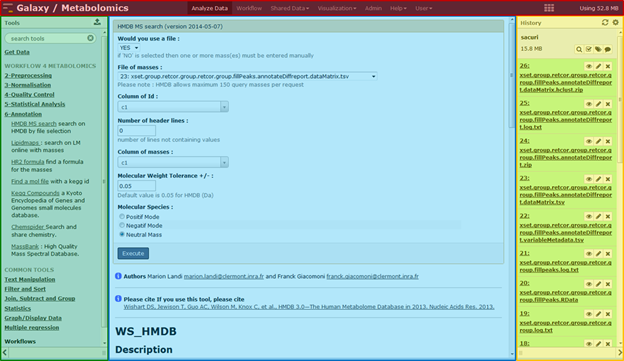 Galaxy / Metabolomics
Analyze Data Workflow Shared Data Visualization Admin Help User
Using 52.8 MB
Tools
search tools
Get Data
WORKFLOW 4 METABOLOMICS
2-Preprocessing
3-Normalisation
4-Quality Control
5-Statistical Analysis
6-Annotation
HMDB MS search search on
HMDB by file selection
Lipidmaps : search on LM
online with masses
HR2 formula find a formula
for the masses
Find a mol file with a kegg id
Kegg Compounds a Kyoto
Encyclopedia of Genes and
Genomes small molecules
database.
Chemspider Search and
share chemistry.
MassBank : High Quality
Mass Spectral Database.
COMMON TOOLS
Text Manipulation
Filter and Sort
Join, Subtract and Group
Statistics
Graph/Display Data
Multiple regression
Workflows
HMDB MS search (version 2014-05-07)
Would you use a file :
YES
if 'NO' is selected then one or more mass(es) must be entered manually
File of masses :
23: xset.group.retcor.group.retcor.group.fillPeaks.annotateDiffreport.dataMatrix.tsv
Please note : HMDB allows maximum 150 query masses per request
Column of Id :
c1
Number of header lines :
0
number of lines not containing values
Column of masses :
c1
Molecular Weight Tolerance +/- :
0.05
Default value is 0.05 for HMDB (Da)
Molecular Species :
Positif Mode
Negatif Mode
Neutral Mass
Execute
Authors Marion Landi marion.landi@clermont.inra.fr and Franck Giacomoni franck.giacomoni@clermont.inra.fr
Please cite If you use this tool, please cite
Wishart DS, Jewison T, Guo AC, Wilson M, Knox C, et al., HMDB 3.0—The Human Metabolome Database in 2013. Nucleic Acids Res. 2013.
WS_HMDB
Description
History
sacuri
15.8 MB
26:
xset.group.retcor.group.retcor.
group.fillPeaks.annotateDiffrepo
rt.dataMatrix.hclust.zip
25:
xset.group.retcor.group.retcor.g
roup.fillPeaks.annotateDiffrepor
t.log.txt
24:
xset.group.retcor.group.retcor.g
roup.fillPeaks.annotateDiffrepor
t.zip
23:
xset.group.retcor.group.retcor.
group.fillPeaks.annotateDiffrepo
rt.dataMatrix.tsv
22:
xset.group.retcor.group.retcor.g
roup.fillPeaks.annotateDiffrepor
t.variableMetadata.tsv
21:
xset.group.retcor.group.retcor.g
roup.fillpeaks.log.txt
20:
xset.group.retcor.group.retcor.g
roup.fillPeaks.RData
19:
xset.group.retcor.group.retcor.g
roup.log.txt
18: